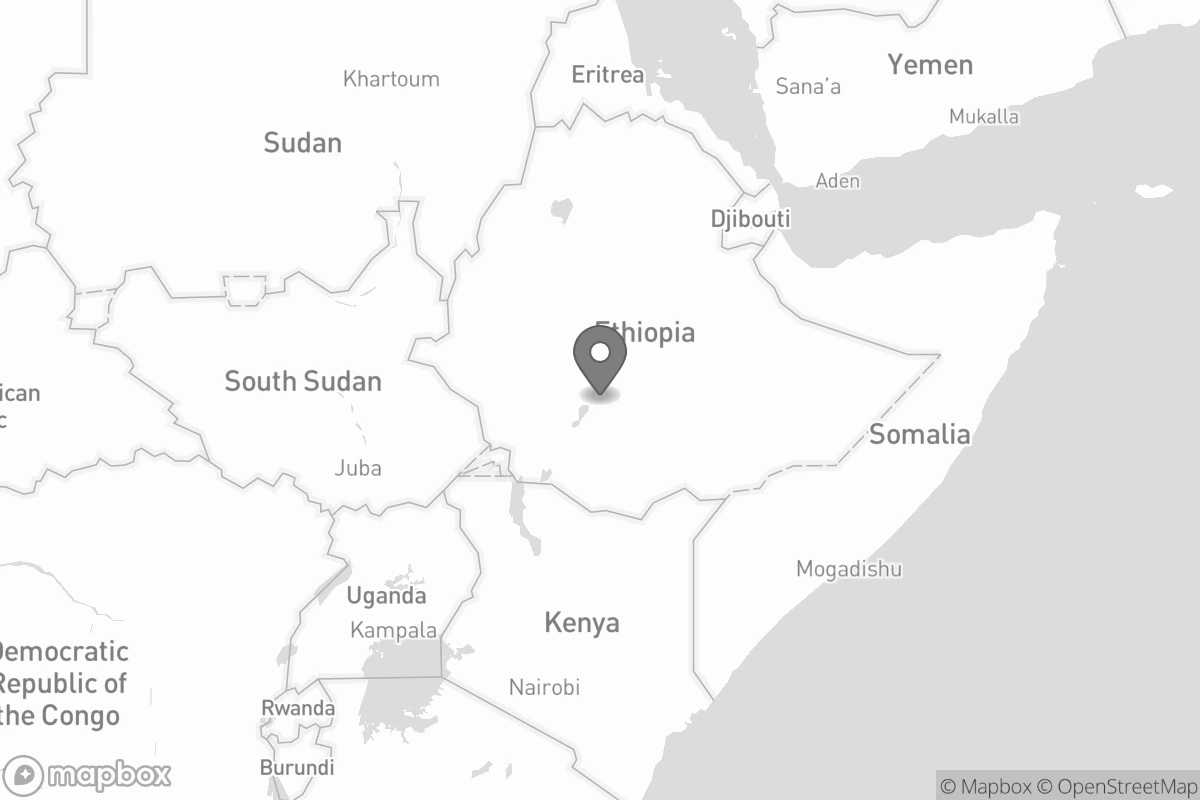 Khartoum
Eritrea
Yemen
Sana'a
Mukalla
Sudan
Aden
Djibouti
Ethiopia
South Sudan
ican
c
Somalia
Juba
Mogadishu
Uganda
Kampala
Kenya
Democratic
Republic of
the Congo
Nairobi
Rwanda
Burundi
mapbox
© Mapbox © OpenStreetMap